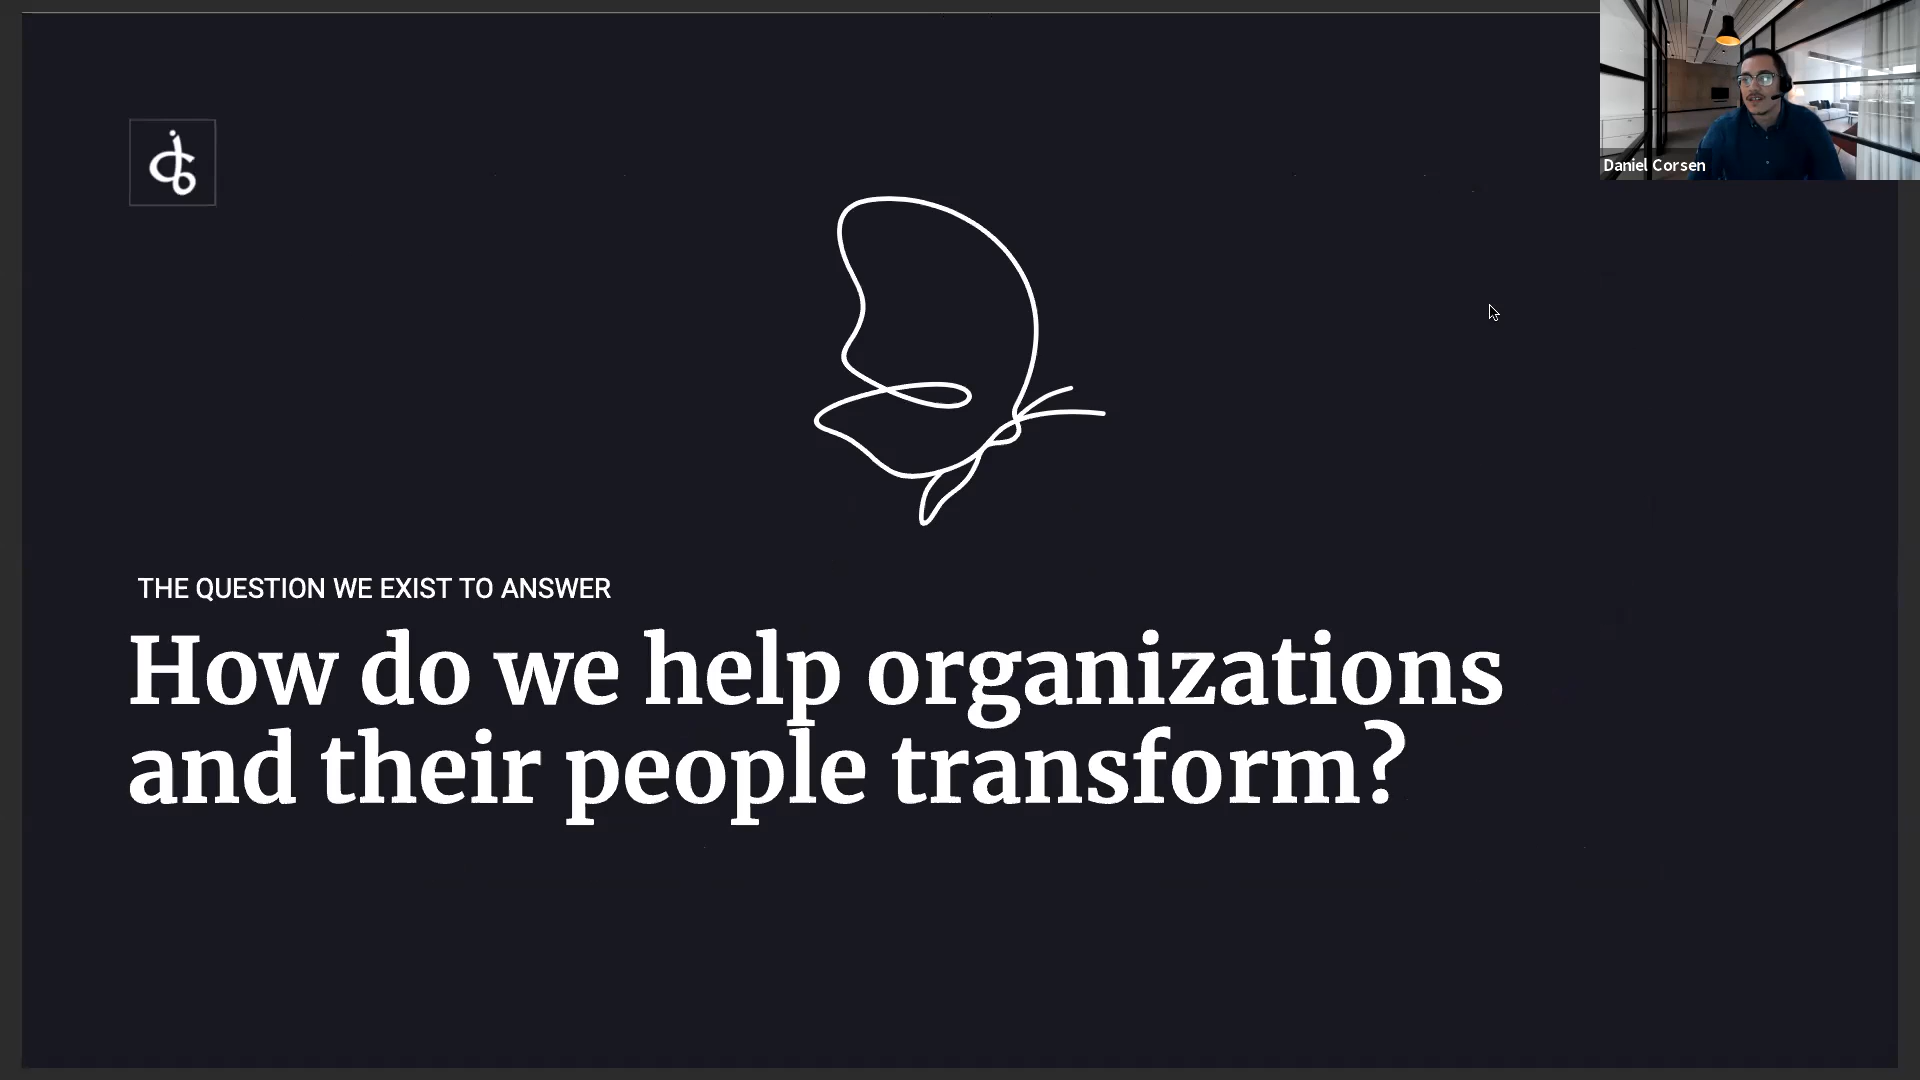 Daniel Corsen
THE QUESTION WE EXIST TO ANSWER
How do we help organizations
and their people transform?